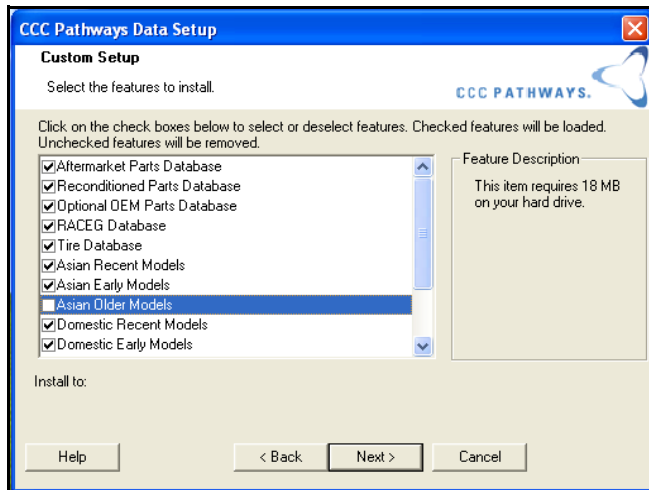 CCC Pathways Data Setup
Custom Setup
Select the features to install.
CCC PATHWAYS.
Click on the check boxes below to select or deselect features. Checked features will be loaded.
Unchecked features will be removed.
Aftermarket Parts Database
Reconditioned Parts Database
Optional OEM Parts Database
RACEG Database
Tire Database
Asian Recent Models
Asian Early Models
Asian Older Models
Domestic Recent Models
Domestic Early Models
Feature Description
This item requires 18 MB
on your hard drive.
Install to:
Help
< Back
Next >
Cancel